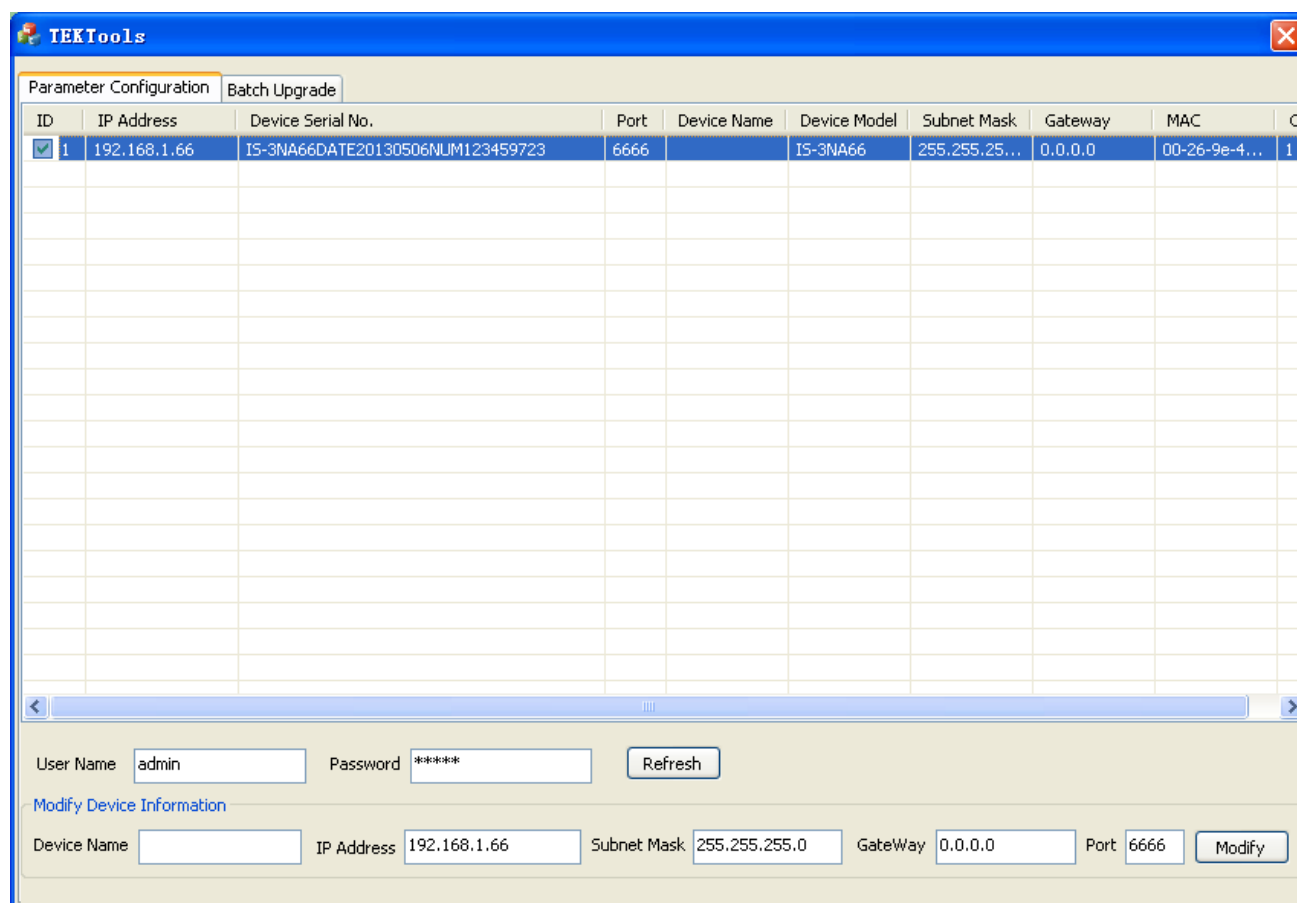 TEKTools
Parameter Configuration Batch Upgrade
ID IP Address Device Serial No. Port Device Name Device Model Subnet Mask Gateway MAC C
1 192.168.1.66 IS-3NA66DATE20130506NUM123459723 6666 IS-3NA66 255.255.25... 0.0.0.0 00-26-9e-4... 1
User Name admin Password ***** Refresh
Modify Device Information
Device Name IP Address 192.168.1.66 Subnet Mask 255.255.255.0 GateWay 0.0.0.0 Port 6666 Modify